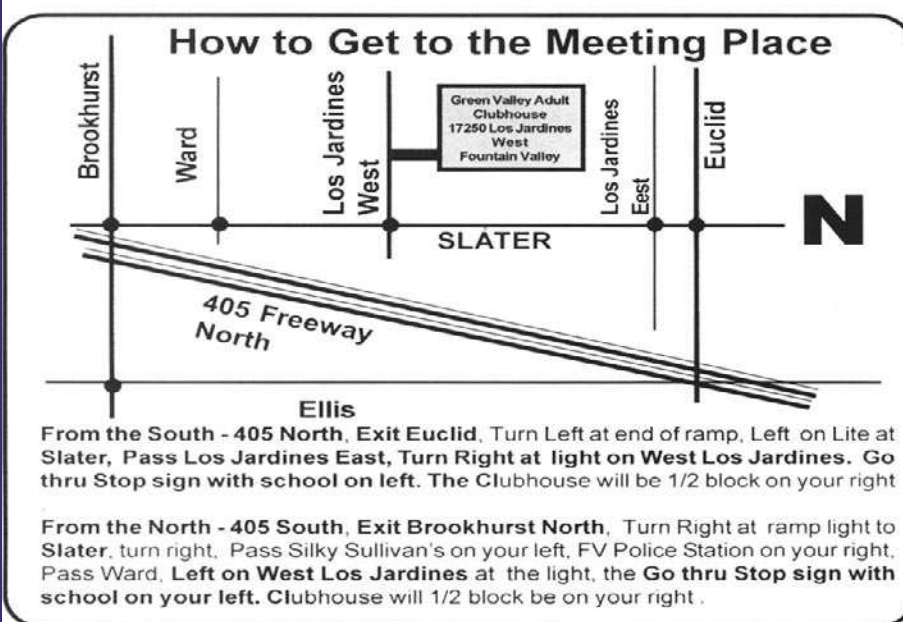 How to Get to the Meeting Place
Brookhurst
Ward
Los Jardines
West
Green Valley Adult
Clubhouse
17250 Los Jardines
West
Fountain Valley
Los Jardines
Eest
Euclid
N
SLATER
405 Freeway
North
Ellis
From the South - 405 North, Exit Euclid, Turn Left at end of ramp, Left on Lite at
Slater, Pass Los Jardines East, Turn Right at light on West Los Jardines. Go
thru Stop sign with school on left. The Clubhouse will be 1/2 block on your right
.
From the North - 405 South, Exit Brookhurst North, Turn Right at ramp light to
Slater, turn right, Pass Silky Sullivan's on your left, FV Police Station on your right,
Pass Ward, Left on West Los Jardines at the light, the Go thru Stop sign with
school on your left. Clubhouse will 1/2 block be on your right .